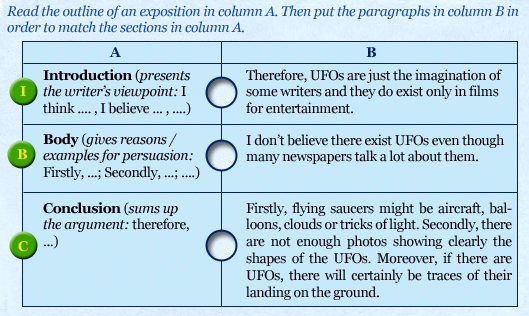 Read the outline of an exposition in column A. Then put the paragraphs in column B in
order to match the sections in column A.
A
B
I
Introduction (presents
the writer's viewpoint: I
think .... , I believe ... , ....)
Therefore, UFOs are just the imagination of
some writers and they do exist only in films
for entertainment.
B
Body (gives reasons /
examples for persuasion:
Firstly, ...; Secondly, ...; ....)
I don't believe there exist UFOs even though
many newspapers talk a lot about them.
C
Conclusion (sums up
the argument: therefore,
...)
Firstly, flying saucers might be aircraft, bal-
loons, clouds or tricks of light. Secondly, there
are not enough photos showing clearly the
shapes of the UFOs. Moreover, if there are
UFOs, there will certainly be traces of their
landing on the ground.